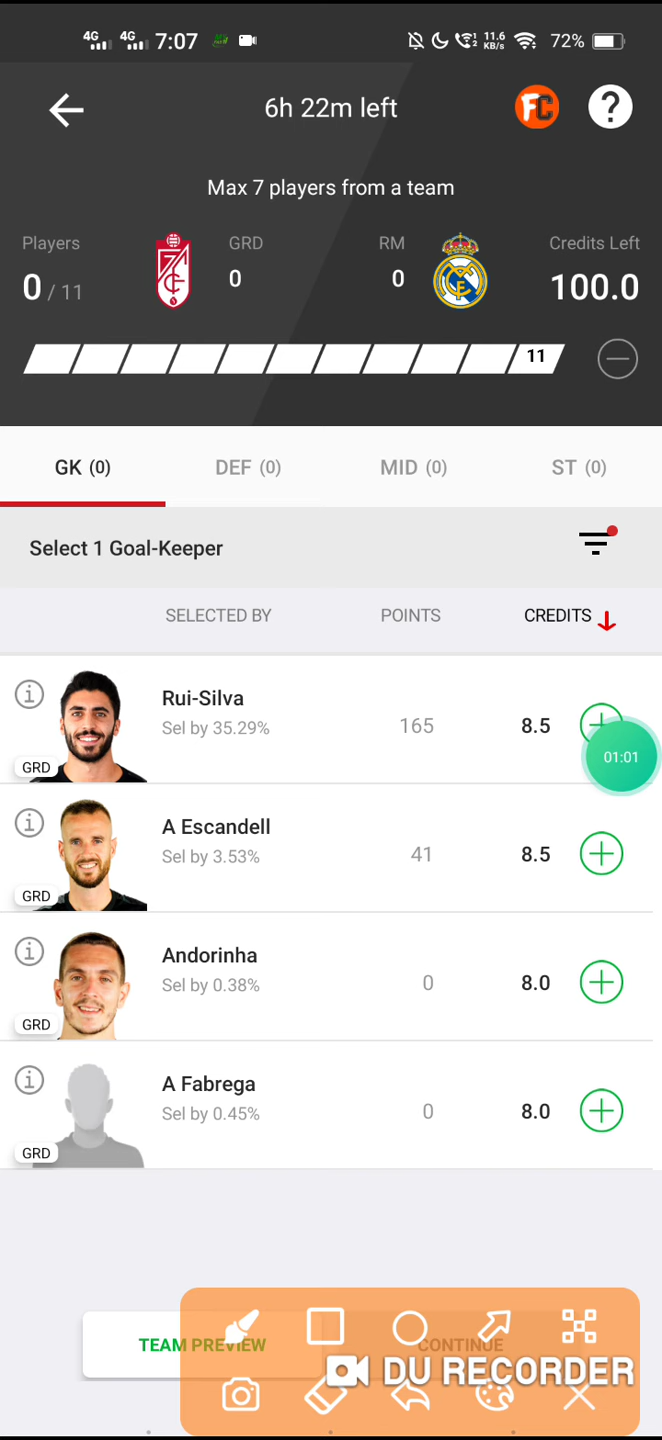 4G 4G 7:07 11.6 KB/s 72%
6h 22m left FC ?
Max 7 players from a team
Players GRD RM Credits Left
0 / 11 0 0 100.0
11
GK (0) DEF (0) MID (0) ST (0)
Select 1 Goal-Keeper
SELECTED BY POINTS CREDITS
Rui-Silva
Sel by 35.29% 165 8.5
01:01
GRD
A Escandell
Sel by 3.53% 41 8.5
GRD
Andorinha
Sel by 0.38% 0 8.0
GRD
A Fabrega
Sel by 0.45% 0 8.0
GRD
TEAM PREVIEW CONTINUE
DU RECORDER